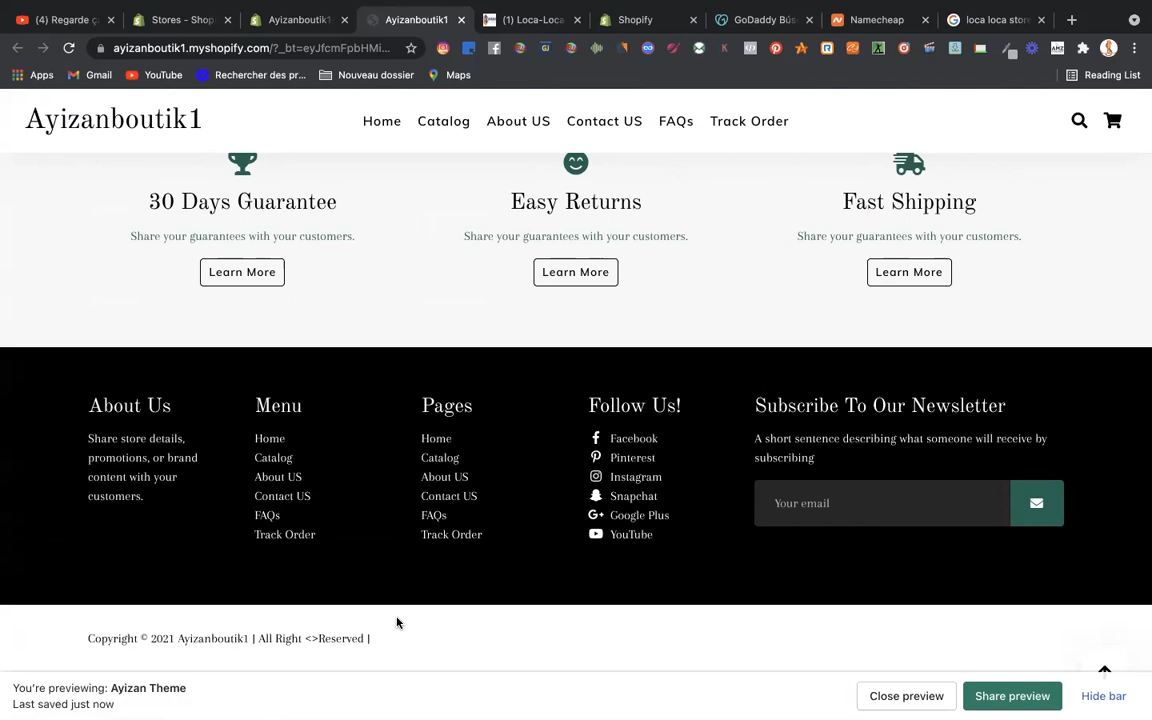 (4) Regarde ç
Stores - Shop
Ayizanboutik1
Ayizanboutik1
(1) Loca-Loca
Shopify
GoDaddy Bús
Namecheap
loca loca stor
ayizanboutik1.myshopify.com/?_bt=eyJfcmFpbHMi...
Apps
Gmail
YouTube
Rechercher des pr...
Nouveau dossier
Maps
Reading List
Ayizanboutik1
Home
Catalog
About US
Contact US
FAQs
Track Order
30 Days Guarantee
Share your guarantees with your customers.
Learn More
Easy Returns
Share your guarantees with your customers.
Learn More
Fast Shipping
Share your guarantees with your customers.
Learn More
About Us
Share store details,
promotions, or brand
content with your
customers.
Menu
Home
Catalog
About US
Contact US
FAQs
Track Order
Pages
Home
Catalog
About US
Contact US
FAQs
Track Order
Follow Us!
Facebook
Pinterest
Instagram
Snapchat
Google Plus
YouTube
Subscribe To Our Newsletter
A short sentence describing what someone will receive by
subscribing
Your email
Copyright © 2021 Ayizanboutik1 | All Right <>Reserved |
You're previewing: Ayizan Theme
Last saved just now
Close preview
Share preview
Hide bar